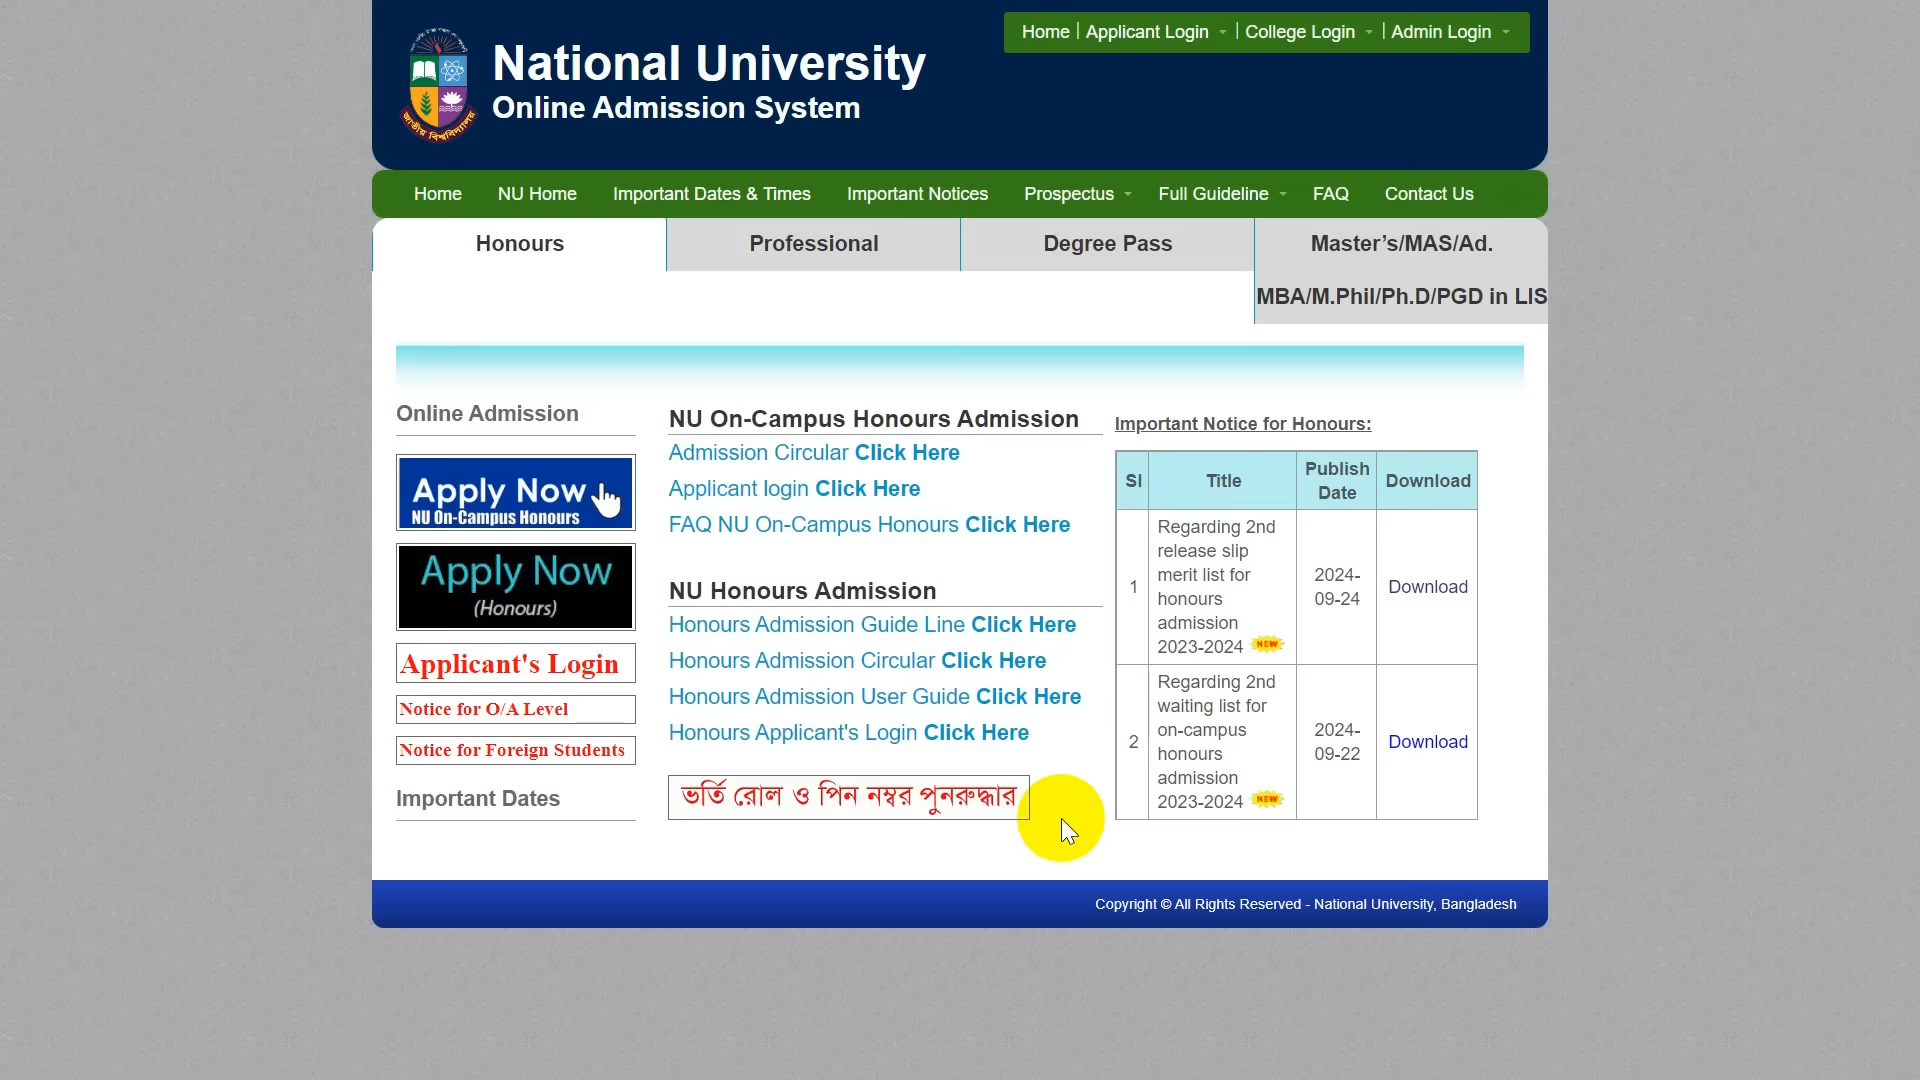 জাতীয় বিশ্ববিদ্যালয়
National University
Online Admission System
Home | Applicant Login | College Login | Admin Login
Home NU Home Important Dates & Times Important Notices Prospectus Full Guideline FAQ Contact Us
Honours Professional Degree Pass Master’s/MAS/Ad.
MBA/M.Phil/Ph.D/PGD in LIS
Online Admission
Apply Now
NU On-Campus Honours
Apply Now
(Honours)
Applicant's Login
Notice for O/A Level
Notice for Foreign Students
Important Dates
NU On-Campus Honours Admission
Admission Circular Click Here
Applicant login Click Here
FAQ NU On-Campus Honours Click Here
NU Honours Admission
Honours Admission Guide Line Click Here
Honours Admission Circular Click Here
Honours Admission User Guide Click Here
Honours Applicant's Login Click Here
ভর্তি রোল ও পিন নম্বর পুনরুদ্ধার
Important Notice for Honours:
Sl Title Publish Date Download
1 Regarding 2nd
release slip
merit list for
honours
admission
2023-2024 NEW
2024-
09-24
Download
2 Regarding 2nd
waiting list for
on-campus
honours
admission
2023-2024 NEW
2024-
09-22
Download
Copyright © All Rights Reserved - National University, Bangladesh